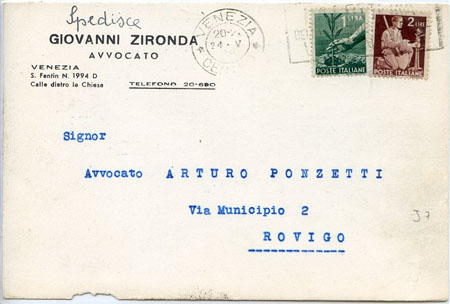 Spedisce
GIOVANNI ZIRONDA
AVVOCATO
VENEZIA
S. Fantin N. 1994 D
Calle dietro la Chiesa
TELEFONO 20-680
VENEZIA
20-
24 · V
1 LIRA
POSTE ITALIANE
2 LIRE
POSTE ITALIANE
Signor
Avvocato ARTURO PONZETTI
Via Municipio 2
ROVIGO
37